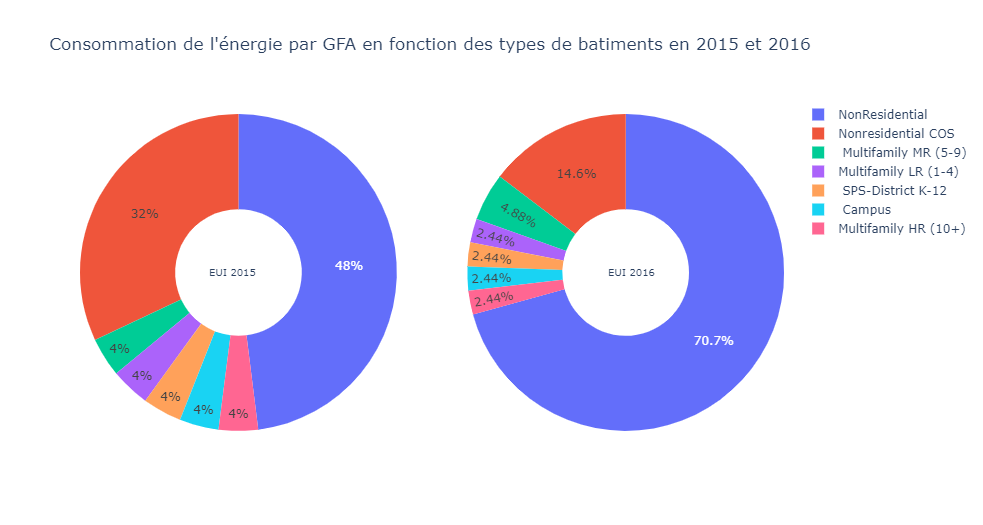 Consommation de l'énergie par GFA en fonction des types de batiments en 2015 et 2016
48%
32%
4%
4%
4%
4%
4%
EUI 2015
70.7%
14.6%
4.88%
2.44%
2.44%
2.44%
2.44%
EUI 2016
NonResidential
Nonresidential COS
Multifamily MR (5-9)
Multifamily LR (1-4)
SPS-District K-12
Campus
Multifamily HR (10+)